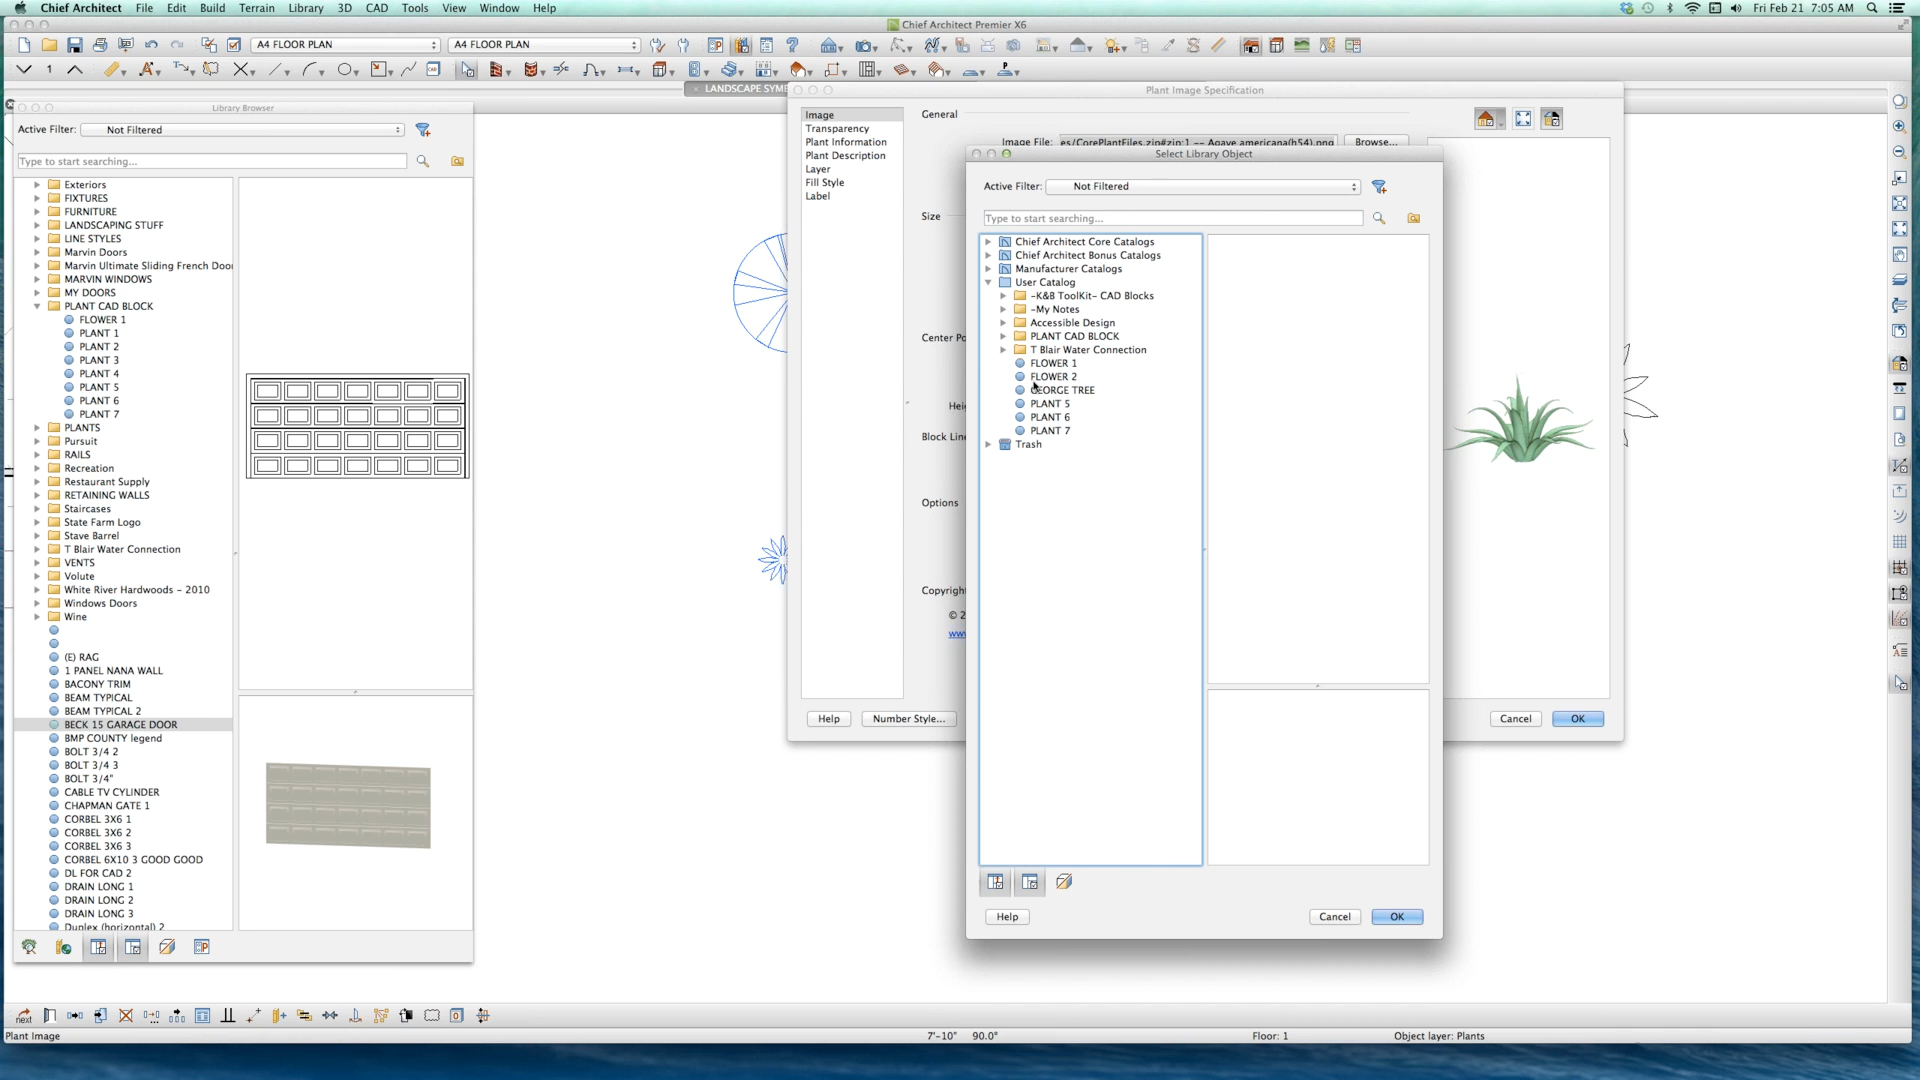 Chief Architect File Edit Build Terrain Library 3D CAD Tools View Window Help Fri Feb 21 7:05 AM
Chief Architect Premier X6
A4 FLOOR PLAN A4 FLOOR PLAN
1
LANDSCAPE SYME
Library Browser
Active Filter: Not Filtered
Type to start searching...
Exteriors
FIXTURES
FURNITURE
LANDSCAPING STUFF
LINE STYLES
Marvin Doors
Marvin Ultimate Sliding French Door
MARVIN WINDOWS
MY DOORS
PLANT CAD BLOCK
FLOWER 1
PLANT 1
PLANT 2
PLANT 3
PLANT 4
PLANT 5
PLANT 6
PLANT 7
PLANTS
Pursuit
RAILS
Recreation
Restaurant Supply
RETAINING WALLS
Staircases
State Farm Logo
Stave Barrel
T Blair Water Connection
VENTS
Volute
White River Hardwoods - 2010
Windows Doors
Wine
(E) RAG
1 PANEL NANA WALL
BACONY TRIM
BEAM TYPICAL
BEAM TYPICAL 2
BECK 15 GARAGE DOOR
BMP COUNTY legend
BOLT 3/4 2
BOLT 3/4 3
BOLT 3/4"
CABLE TV CYLINDER
CHAPMAN GATE 1
CORBEL 3X6 1
CORBEL 3X6 2
CORBEL 3X6 3
CORBEL 6X10 3 GOOD GOOD
DL FOR CAD 2
DRAIN LONG 1
DRAIN LONG 2
DRAIN LONG 3
Duplex (horizontal) 2
Plant Image Specification
Image
Transparency
Plant Information
Plant Description
Layer
Fill Style
Label
General
Image File: es/CorePlantFiles.zip#zip:1 -- Agave americana(h54).png Browse...
Size
Center Po
Hei
Block Line
Options
Copyright
© 2
www
Help Number Style... Cancel OK
Select Library Object
Active Filter: Not Filtered
Type to start searching...
Chief Architect Core Catalogs
Chief Architect Bonus Catalogs
Manufacturer Catalogs
User Catalog
-K&B ToolKit- CAD Blocks
-My Notes
Accessible Design
PLANT CAD BLOCK
T Blair Water Connection
FLOWER 1
FLOWER 2
GEORGE TREE
PLANT 5
PLANT 6
PLANT 7
Trash
Help Cancel OK
next
Plant Image 7'-10" 90.0° Floor: 1 Object layer: Plants